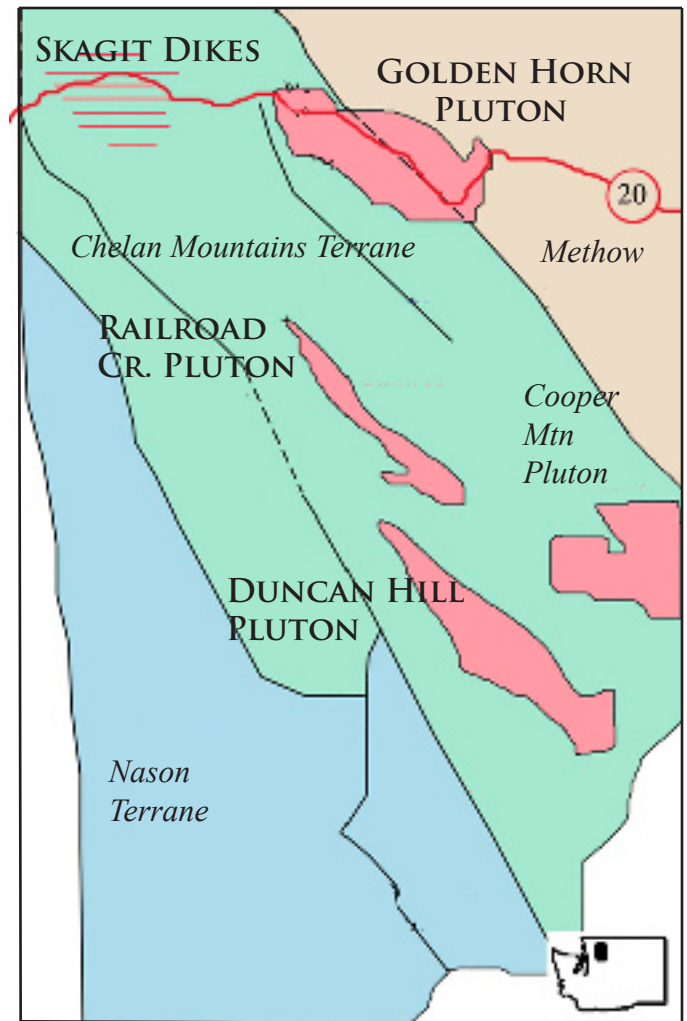 SKAGIT DIKES
GOLDEN HORN
PLUTON
20
Chelan Mountains Terrane
Methow
RAILROAD
CR. PLUTON
Cooper
Mtn
Pluton
DUNCAN HILL
PLUTON
Nason
Terrane